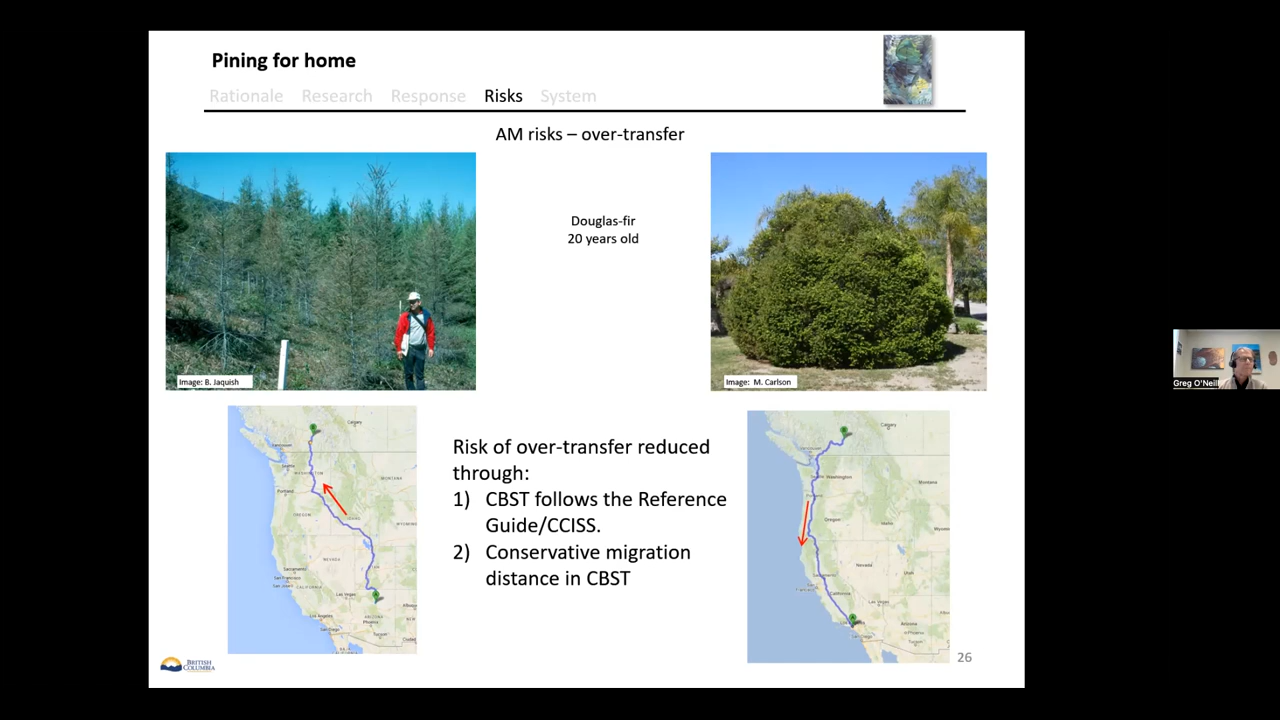 Pining for home
Rationale Research Response Risks System
AM risks – over-transfer
Douglas-fir
20 years old
Image: B. Jaquish
Image: M. Carlson
Risk of over-transfer reduced
through:
1) CBST follows the Reference
Guide/CCISS.
2) Conservative migration
distance in CBST
BRITISH
COLUMBIA
26
Greg O'Neill